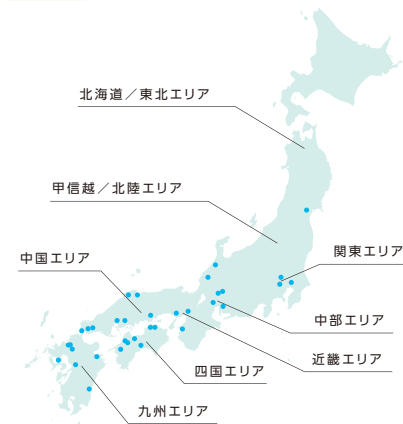 北海道／東北エリア
甲信越／北陸エリア
関東エリア
中国エリア
中部エリア
近畿エリア
四国エリア
九州エリア